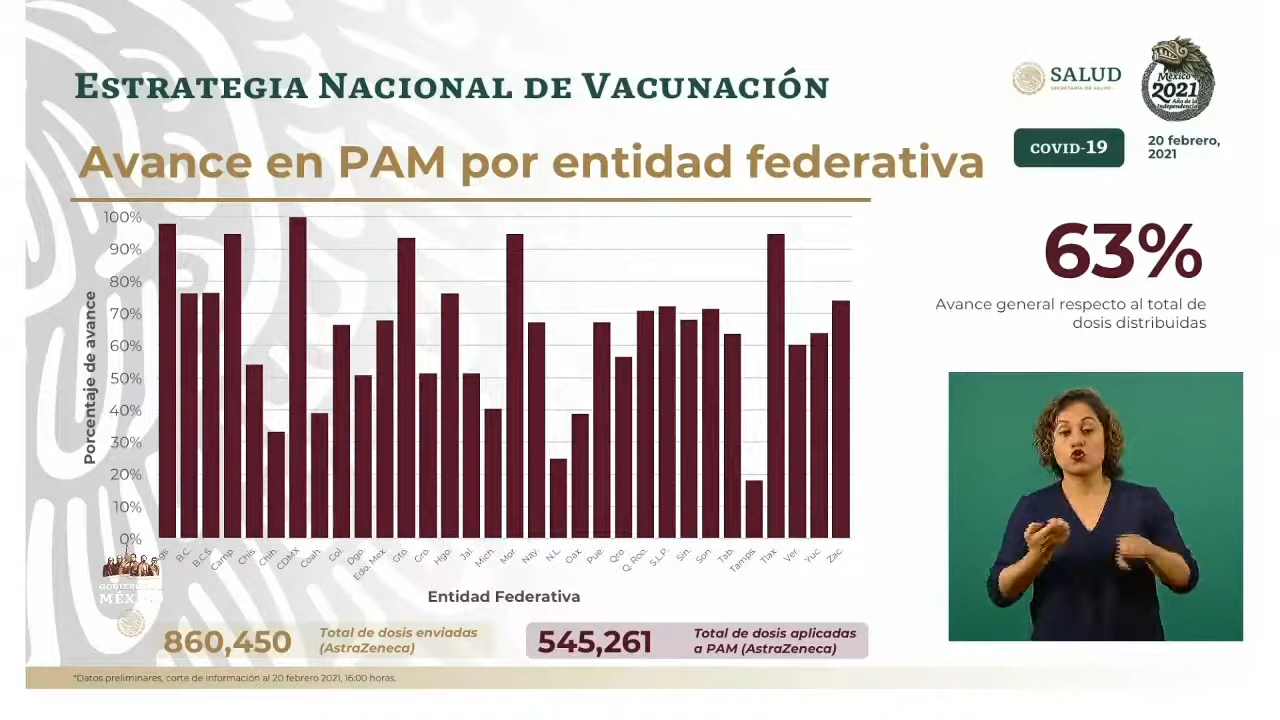 ESTRATEGIA NACIONAL DE VACUNACIÓN
SALUD
SECRETARÍA DE SALUD
México
2021
Año de la
Independencia
COVID-19
20 febrero,
2021
Avance en PAM por entidad federativa
63%
Avance general respecto al total de
dosis distribuidas
Porcentaje de avance
100%
90%
80%
70%
60%
50%
40%
30%
20%
10%
0%
B.C.
B.C.S.
Camp.
Chis.
Chih.
CDMX
Coah.
Col.
Dgo.
Edo. Mex
Gto.
Gro.
Hgo.
Jal
Mich.
Mor
Nay
N.L.
Oax
Pue.
Qro
Q. Roo
S.L.P.
Sin.
Son
Tab.
Tamps.
Tlax
Ver
Yuc.
Zac.
Entidad Federativa
MÉXICO
860,450
Total de dosis enviadas
(AstraZeneca)
545,261
Total de dosis aplicadas
a PAM (AstraZeneca)
*Datos preliminares, corte de información al 20 febrero 2021, 16:00 horas.